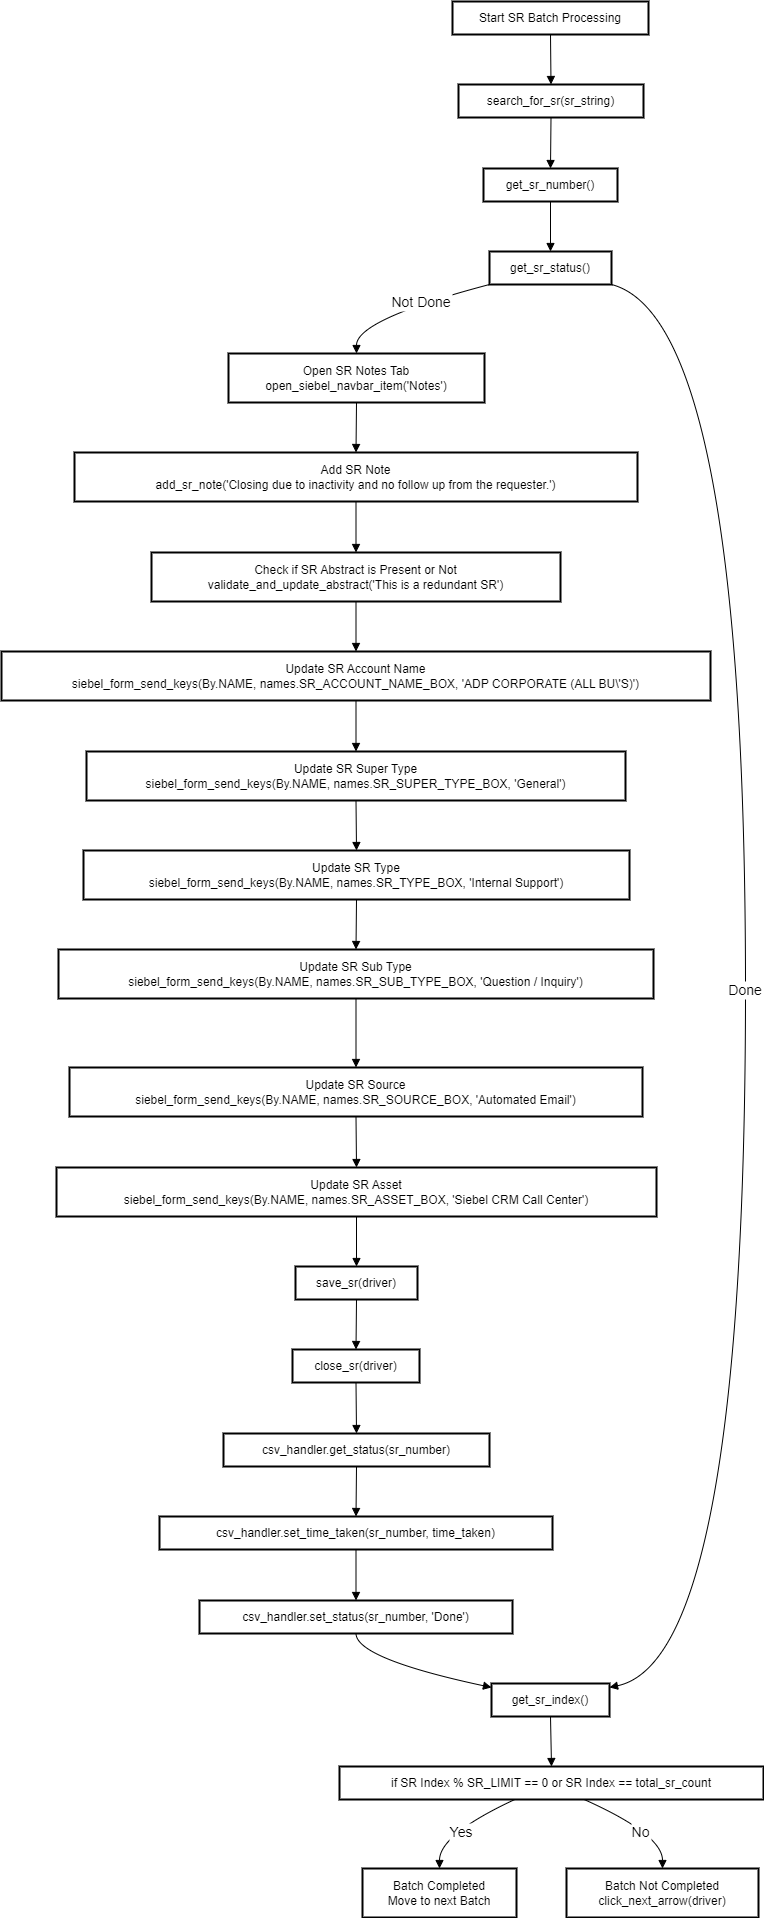 Start SR Batch Processing
search_for_sr(sr_string)
get_sr_number()
get_sr_status()
Not Done
Open SR Notes Tab
open_siebel_navbar_item('Notes')
Add SR Note
add_sr_note('Closing due to inactivity and no follow up from the requester.')
Check if SR Abstract is Present or Not
validate_and_update_abstract('This is a redundant SR')
Update SR Account Name
siebel_form_send_keys(By.NAME, names.SR_ACCOUNT_NAME_BOX, 'ADP CORPORATE (ALL BU\'S)')
Update SR Super Type
siebel_form_send_keys(By.NAME, names.SR_SUPER_TYPE_BOX, 'General')
Update SR Type
siebel_form_send_keys(By.NAME, names.SR_TYPE_BOX, 'Internal Support')
Update SR Sub Type
siebel_form_send_keys(By.NAME, names.SR_SUB_TYPE_BOX, 'Question / Inquiry')
Done
Update SR Source
siebel_form_send_keys(By.NAME, names.SR_SOURCE_BOX, 'Automated Email')
Update SR Asset
siebel_form_send_keys(By.NAME, names.SR_ASSET_BOX, 'Siebel CRM Call Center')
save_sr(driver)
close_sr(driver)
csv_handler.get_status(sr_number)
csv_handler.set_time_taken(sr_number, time_taken)
csv_handler.set_status(sr_number, 'Done')
get_sr_index()
if SR Index % SR_LIMIT == 0 or SR Index == total_sr_count
Yes
No
Batch Completed
Move to next Batch
Batch Not Completed
click_next_arrow(driver)